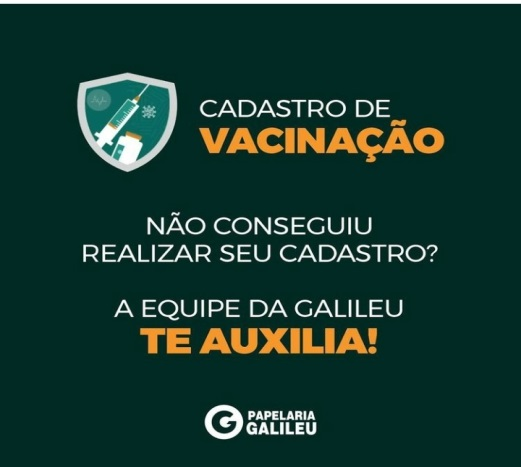 CADASTRO DE
VACINAÇÃO
NÃO CONSEGUIU
REALIZAR SEU CADASTRO?
A EQUIPE DA GALILEU
TE AUXILIA!
G PAPELARIA
GALILEU